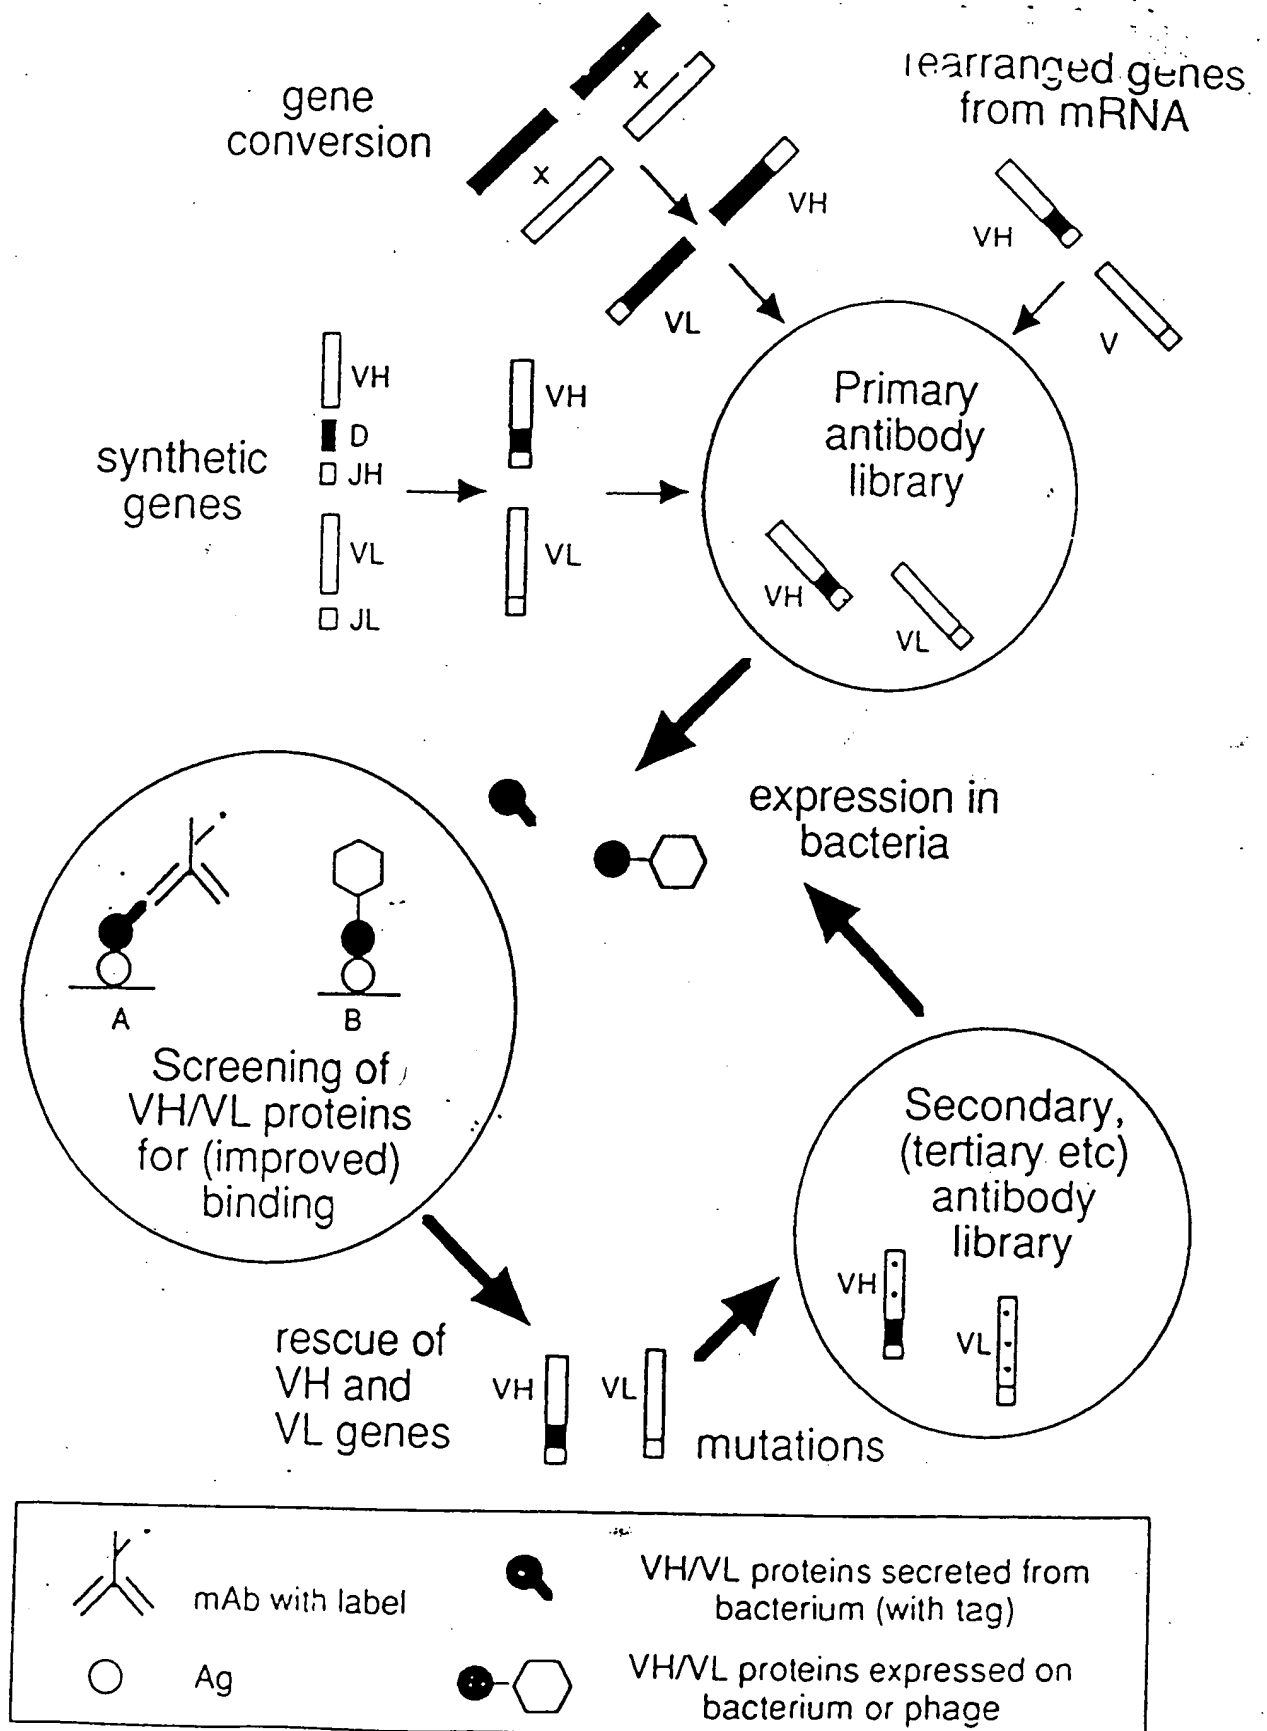 gene
conversion
x
x
VH
VL
rearranged genes
from mRNA
VH
V
synthetic
genes
VH
D
JH
VL
JL
VH
VL
Primary
antibody
library
VH
VL
expression in
bacteria
A
B
Screening of
VH/VL proteins
for (improved)
binding
Secondary,
(tertiary etc)
antibody
library
VH
VL
rescue of
VH and
VL genes
VH
VL
mutations
mAb with label
VH/VL proteins secreted from
bacterium (with tag)
Ag
VH/VL proteins expressed on
bacterium or phage